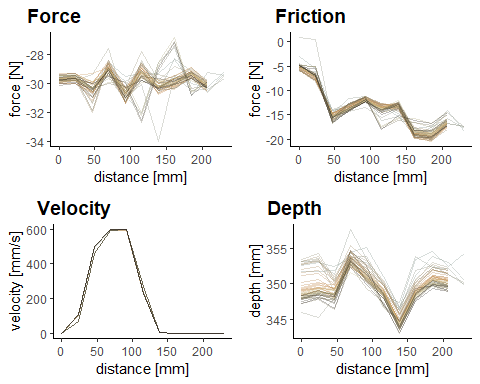 Force
Friction
force [N]
-28
-30
-32
-34
0 50 100 150 200
distance [mm]
friction [N]
0
-5
-10
-15
-20
0 50 100 150 200
distance [mm]
Velocity
Depth
velocity [mm/s]
600
400
200
0
0 50 100 150 200
distance [mm]
depth [mm]
355
350
345
0 50 100 150 200
distance [mm]